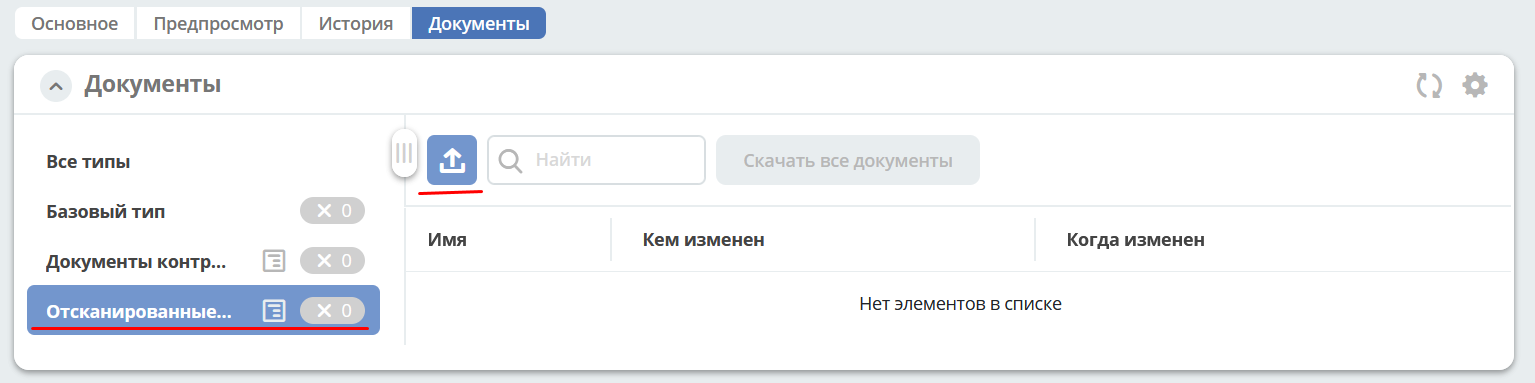 Основное Предпросмотр История Документы
Документы
Найти Скачать все документы
Все типы
Базовый тип 0
Документы контр... 0
Отсканированные... 0
Имя Кем изменен Когда изменен
Нет элементов в списке